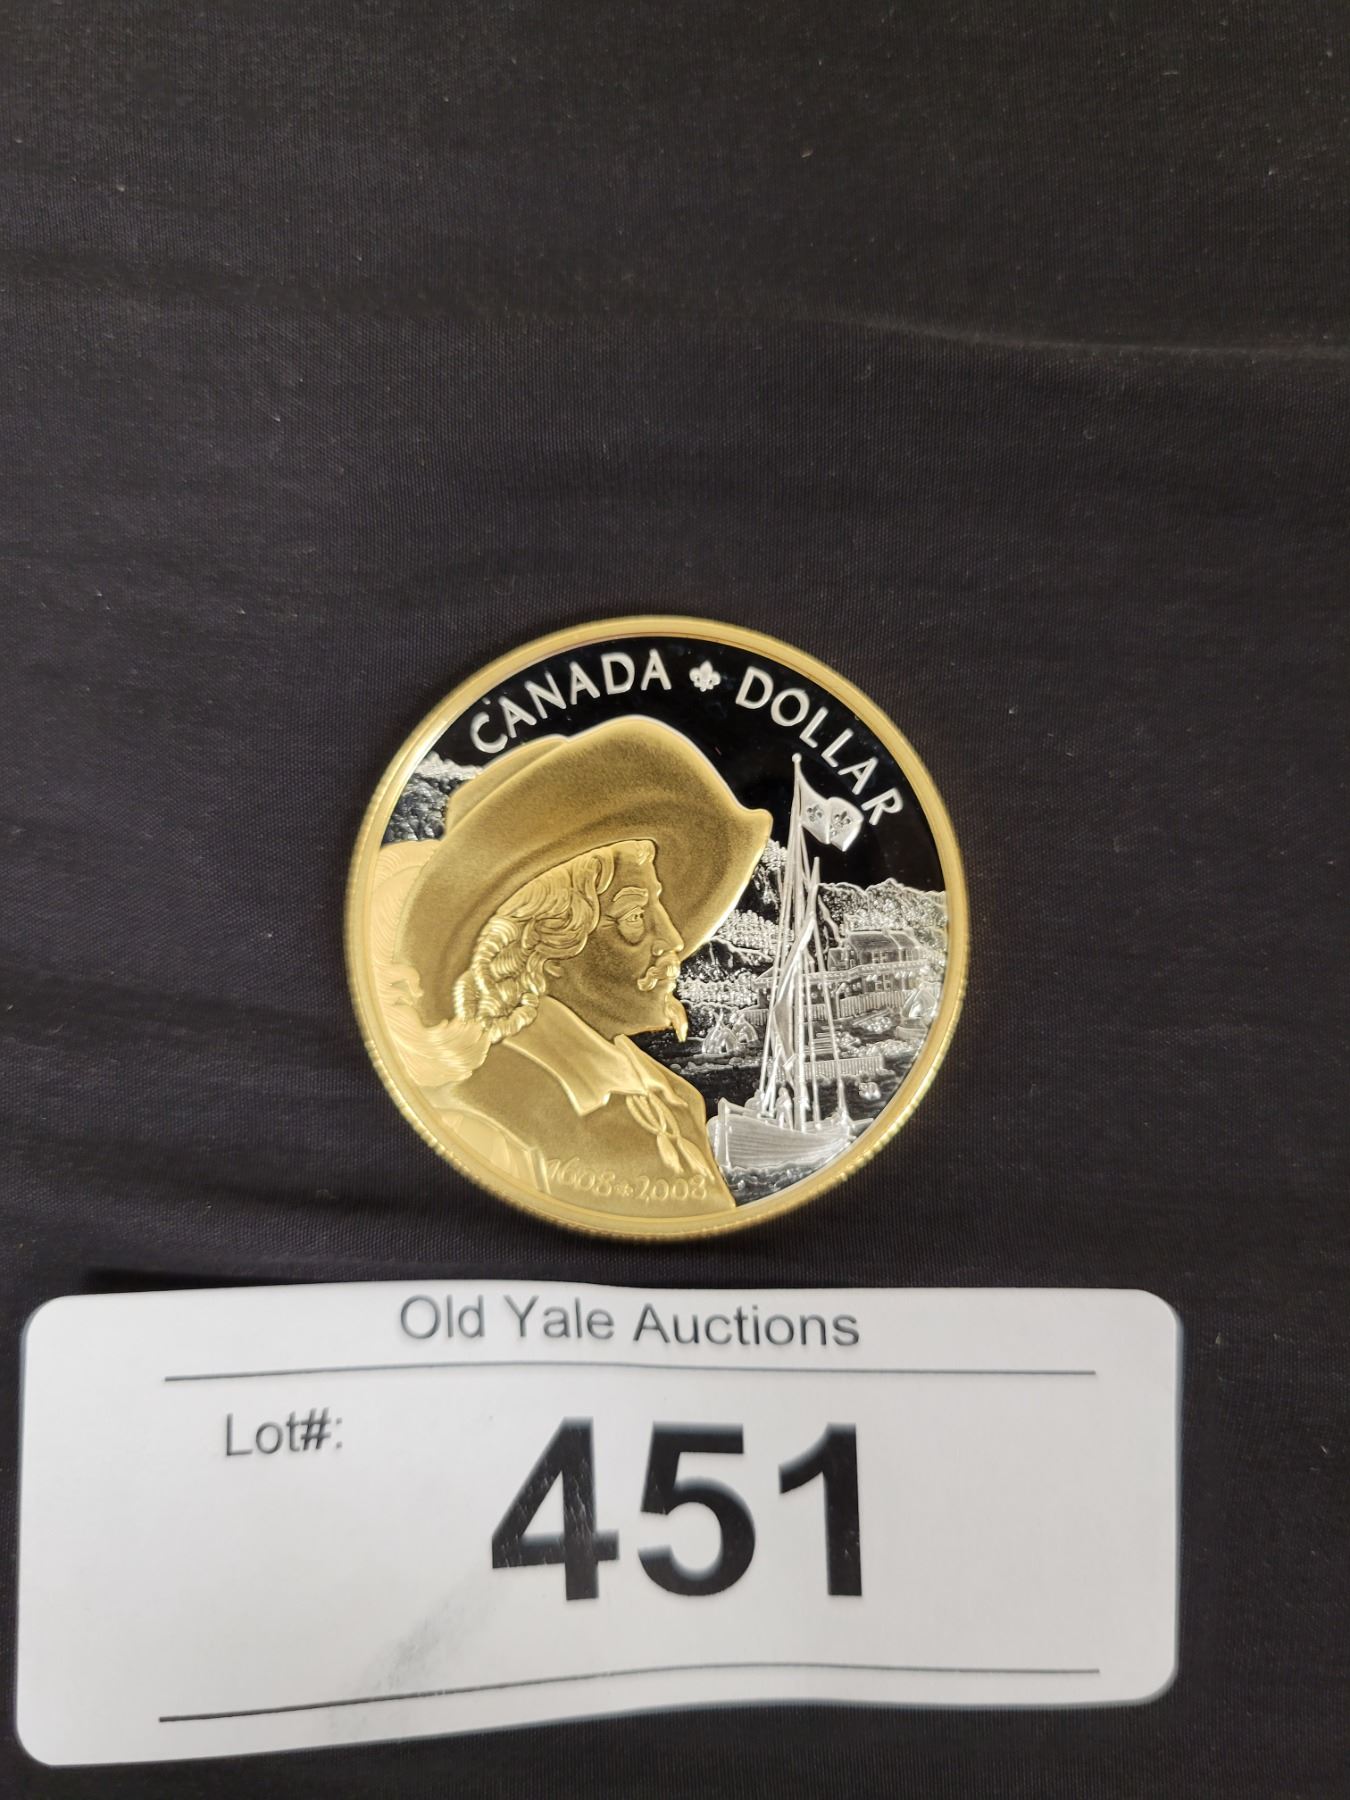 CANADA DOLLAR
1608 2008
Old Yale Auctions
Lot#:
451